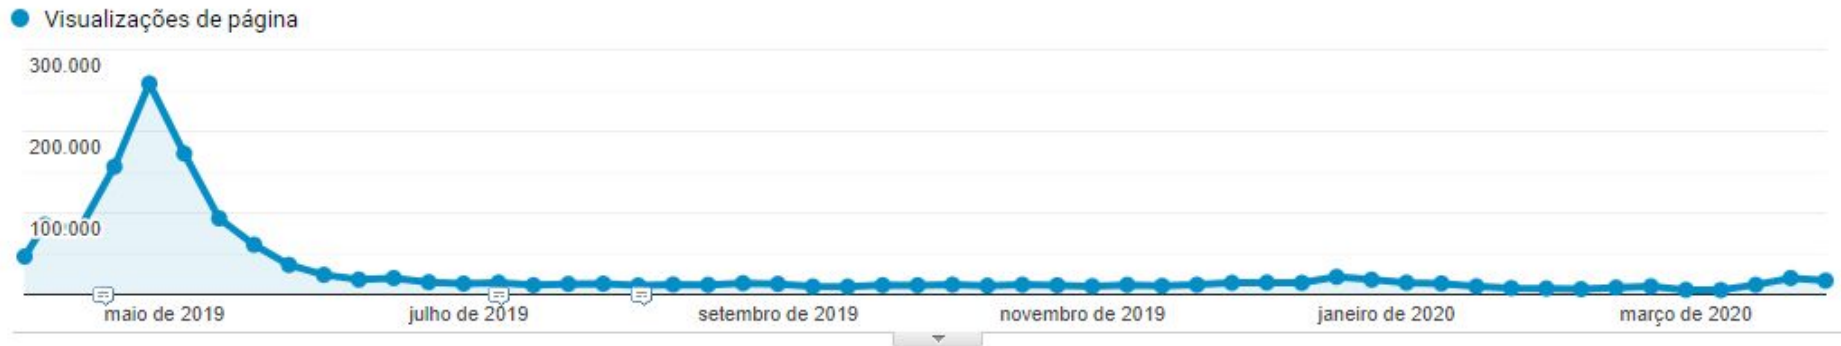 Visualizações de página
300.000
200.000
100.000
maio de 2019 julho de 2019 setembro de 2019 novembro de 2019 janeiro de 2020 março de 2020